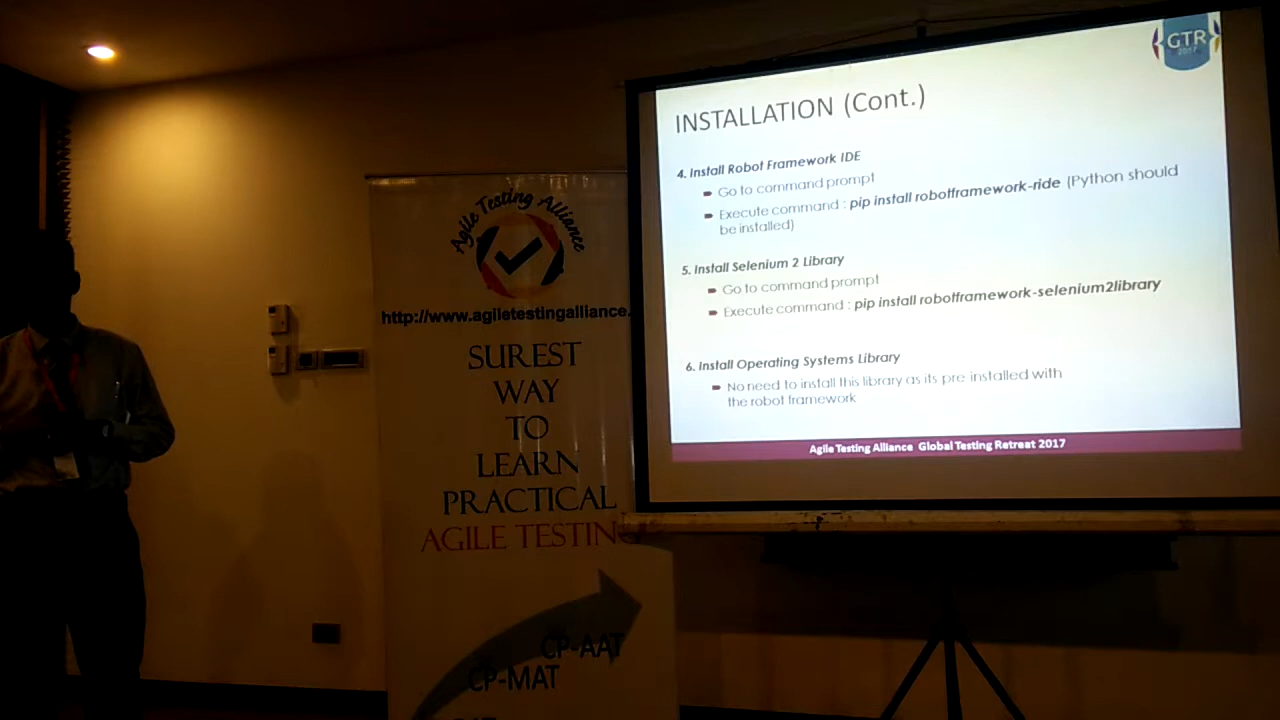 GTR
2017
INSTALLATION (Cont.)
4. Install Robot Framework IDE
Go to command prompt
Execute command : pip install robotframework-ride (Python should
be installed)
5. Install Selenium 2 Library
Go to command prompt
Execute command : pip install robotframework-selenium2library
6. Install Operating Systems Library
No need to install this library as its pre-installed with
the robot framework
Agile Testing Alliance Global Testing Retreat 2017
Agile Testing Alliance
http://www.agiletestingalliance.
SUREST
WAY
TO
LEARN
PRACTICAL
AGILE TESTING
CP-AAT
CP-MAT